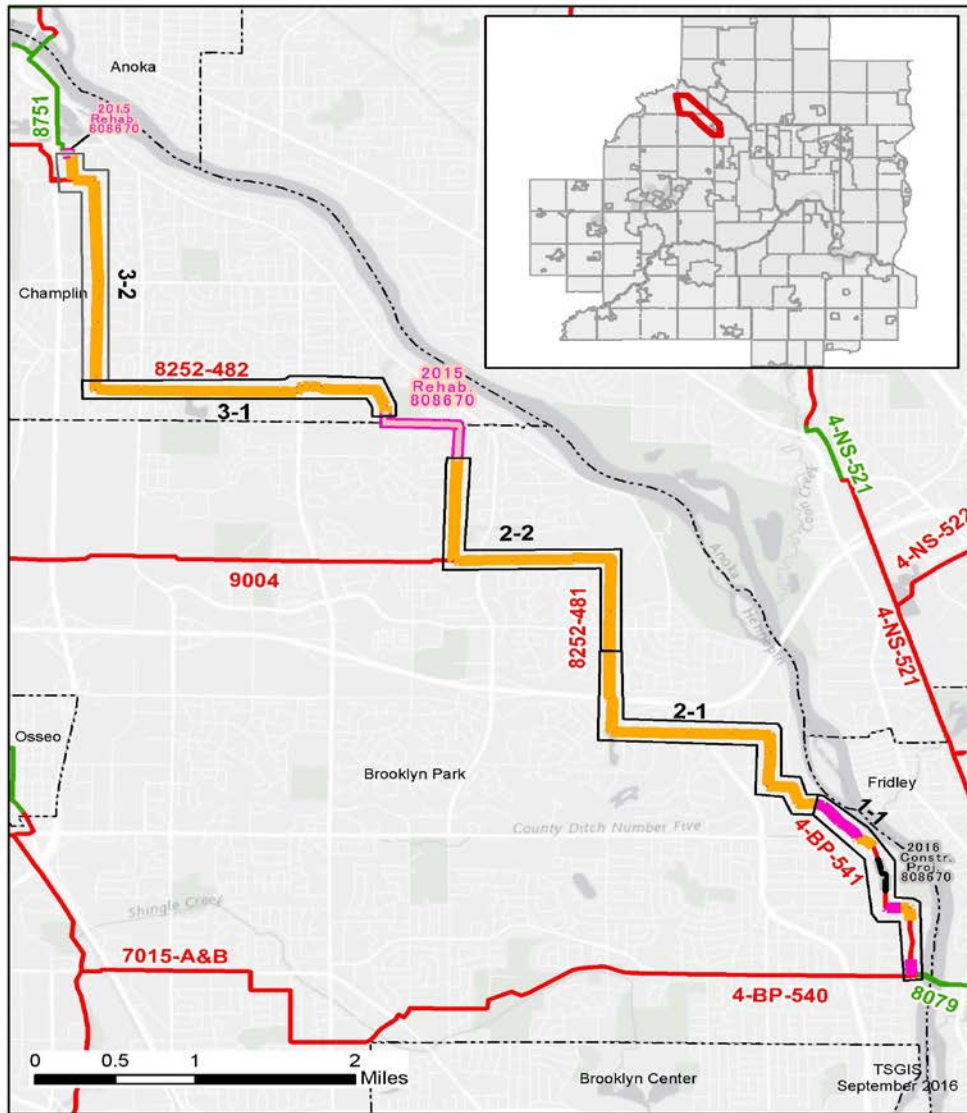 Anoka
8751
2015
Rehab.
808670
3-2
Champlin
8252-482
3-1
2015
Rehab.
808670
4-NS-521
Coon Creek
4-NS-522
2-2
9004
Anoka
Hennepin
8252-481
4-NS-521
2-1
Osseo
Brooklyn Park
Fridley
1-1
County Ditch Number Five
4-BP-541
2016
Constr.
Proj.
808670
Shingle Creek
7015-A&B
4-BP-540
8079
0 0.5 1 2
Miles
Brooklyn Center
TSGIS
September 2016